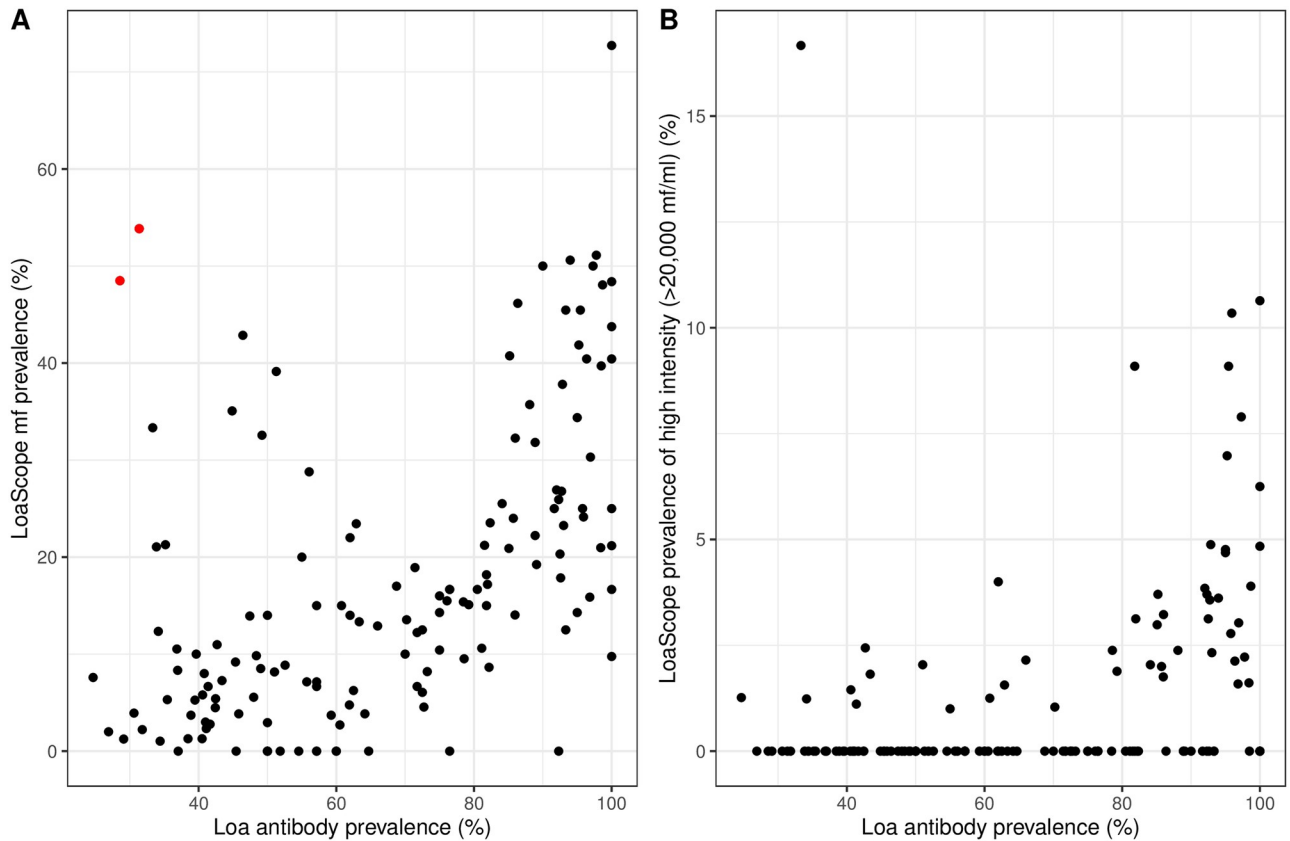 A
LoaScope mf prevalence (%)
60
40
20
0
40 60 80 100
Loa antibody prevalence (%)
B
LoaScope prevalence of high intensity (>20,000 mf/ml) (%)
15
10
5
0
40 60 80 100
Loa antibody prevalence (%)